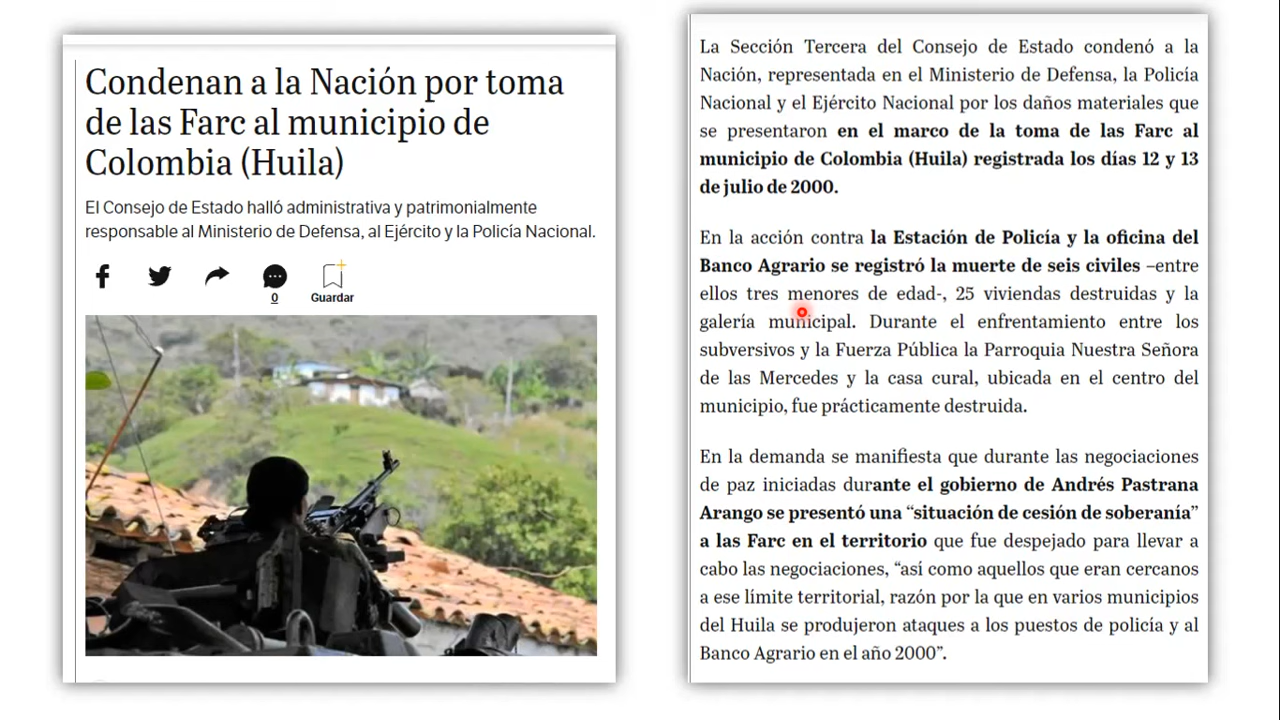 Condenan a la Nación por toma
de las Farc al municipio de
Colombia (Huila)
El Consejo de Estado halló administrativa y patrimonialmente
responsable al Ministerio de Defensa, al Ejército y la Policía Nacional.
0
Guardar
La Sección Tercera del Consejo de Estado condenó a la
Nación, representada en el Ministerio de Defensa, la Policía
Nacional y el Ejército Nacional por los daños materiales que
se presentaron en el marco de la toma de las Farc al
municipio de Colombia (Huila) registrada los días 12 y 13
de julio de 2000.
En la acción contra la Estación de Policía y la oficina del
Banco Agrario se registró la muerte de seis civiles –entre
ellos tres menores de edad-, 25 viviendas destruidas y la
galería municipal. Durante el enfrentamiento entre los
subversivos y la Fuerza Pública la Parroquia Nuestra Señora
de las Mercedes y la casa cural, ubicada en el centro del
municipio, fue prácticamente destruida.
En la demanda se manifiesta que durante las negociaciones
de paz iniciadas durante el gobierno de Andrés Pastrana
Arango se presentó una “situación de cesión de soberanía”
a las Farc en el territorio que fue despejado para llevar a
cabo las negociaciones, “así como aquellos que eran cercanos
a ese límite territorial, razón por la que en varios municipios
del Huila se produjeron ataques a los puestos de policía y al
Banco Agrario en el año 2000”.